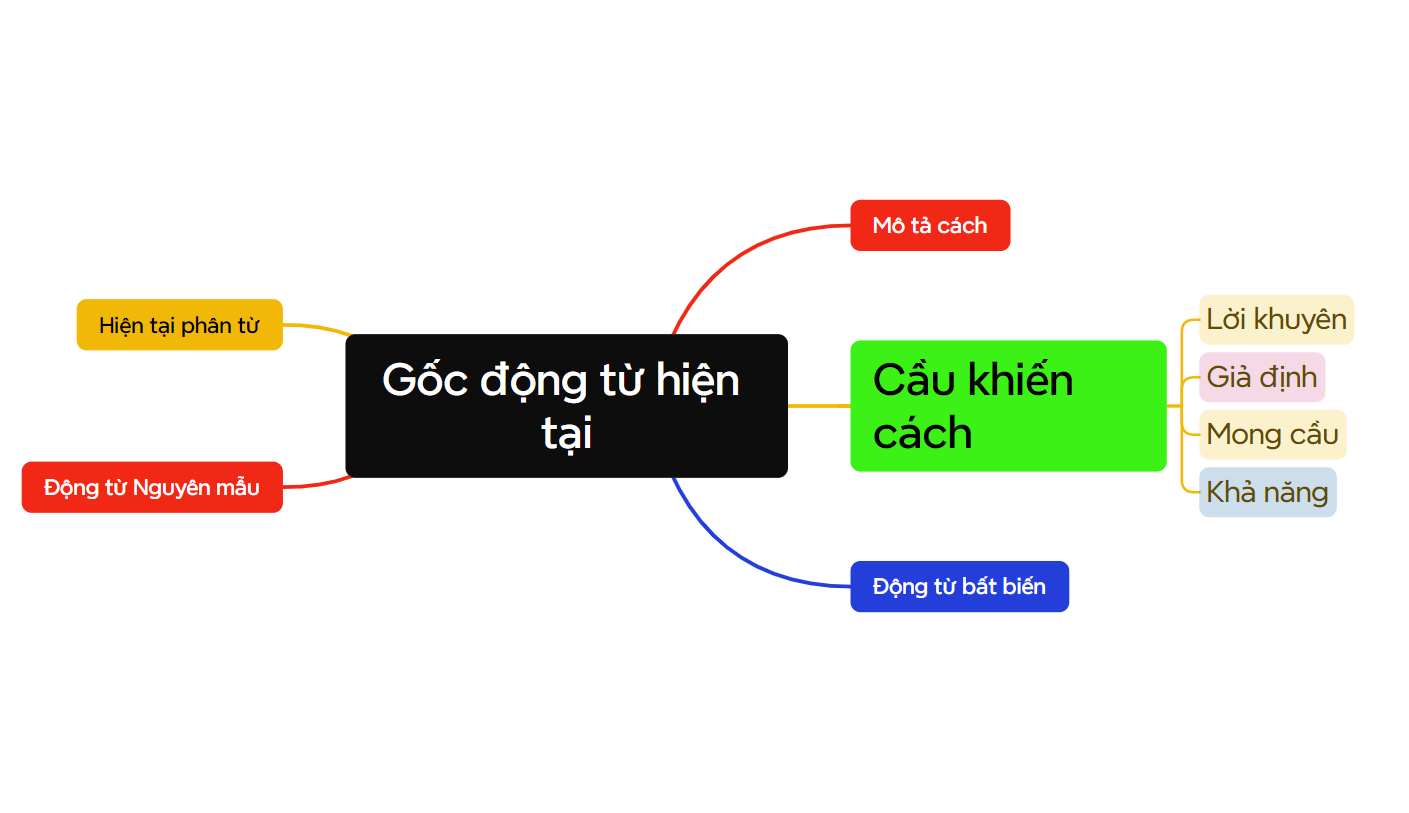 Mô tả cách
Hiện tại phân từ
Gốc động từ hiện
tại
Động từ Nguyên mẫu
Cầu khiến
cách
Lời khuyên
Giả định
Mong cầu
Khả năng
Động từ bất biến